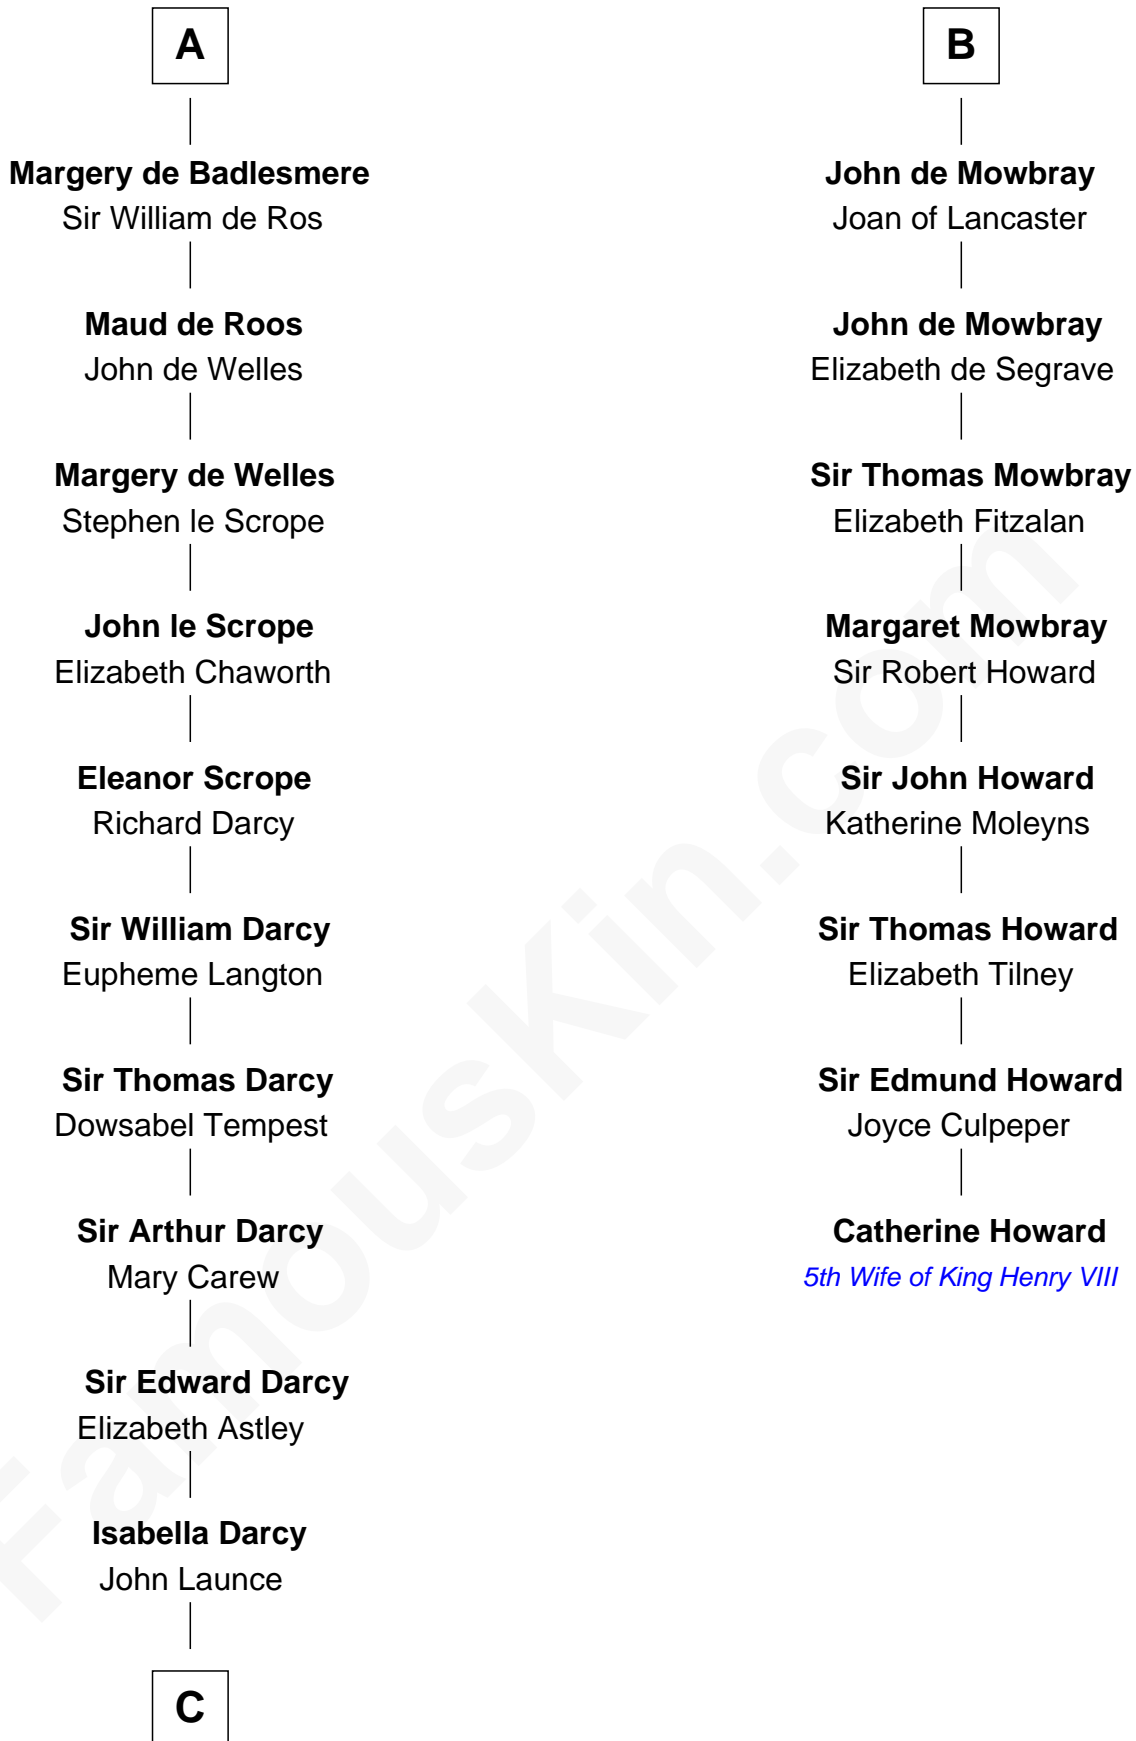 A
Margery de Badlesmere
Sir William de Ros
Maud de Roos
John de Welles
Margery de Welles
Stephen le Scrope
John le Scrope
Elizabeth Chaworth
Eleanor Scrope
Richard Darcy
Sir William Darcy
Eupheme Langton
Sir Thomas Darcy
Dowsabel Tempest
Sir Arthur Darcy
Mary Carew
Sir Edward Darcy
Elizabeth Astley
Isabella Darcy
John Launce
C
B
John de Mowbray
Joan of Lancaster
John de Mowbray
Elizabeth de Segrave
Sir Thomas Mowbray
Elizabeth Fitzalan
Margaret Mowbray
Sir Robert Howard
Sir John Howard
Katherine Moleyns
Sir Thomas Howard
Elizabeth Tilney
Sir Edmund Howard
Joyce Culpeper
Catherine Howard
5th Wife of King Henry VIII
FamousKin.com